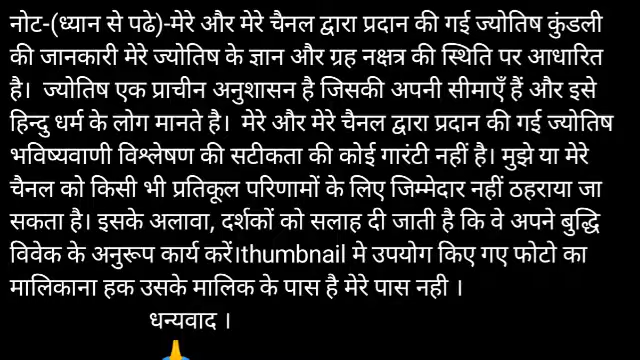 नोट-(ध्यान से पढे)-मेरे और मेरे चैनल द्वारा प्रदान की गई ज्योतिष कुंडली
की जानकारी मेरे ज्योतिष के ज्ञान और ग्रह नक्षत्र की स्थिति पर आधारित
है। ज्योतिष एक प्राचीन अनुशासन है जिसकी अपनी सीमाएँ हैं और इसे
हिन्दु धर्म के लोग मानते है। मेरे और मेरे चैनल द्वारा प्रदान की गई ज्योतिष
भविष्यवाणी विश्लेषण की सटीकता की कोई गारंटी नहीं है। मुझे या मेरे
चैनल को किसी भी प्रतिकूल परिणामों के लिए जिम्मेदार नहीं ठहराया जा
सकता है। इसके अलावा, दर्शकों को सलाह दी जाती है कि वे अपने बुद्धि
विवेक के अनुरूप कार्य करें।thumbnail मे उपयोग किए गए फोटो का
मालिकाना हक उसके मालिक के पास है मेरे पास नही ।
धन्यवाद ।